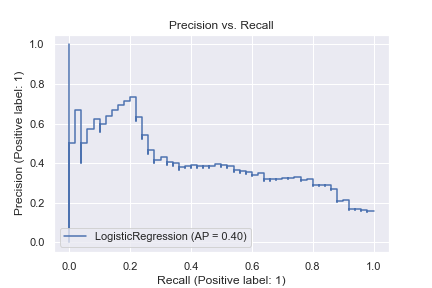 Precision vs. Recall
Precision (Positive label: 1)
1.0
0.8
0.6
0.4
0.2
0.0
LogisticRegression (AP = 0.40)
0.0 0.2 0.4 0.6 0.8 1.0
Recall (Positive label: 1)